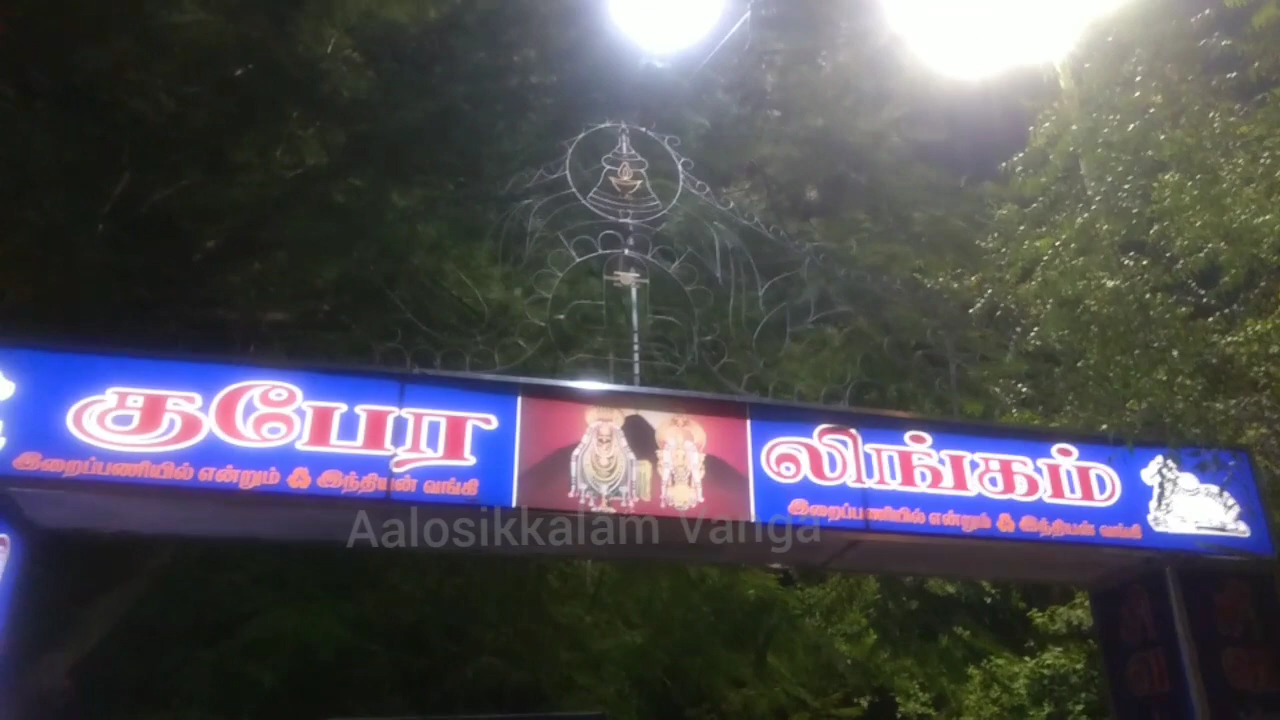 குபேர லிங்கம்
இறைப்பணியில் என்றும் இந்தியன் வங்கி
இறைப்பணியில் என்றும் இந்தியன் வங்கி
Aalosikkalam Vanga